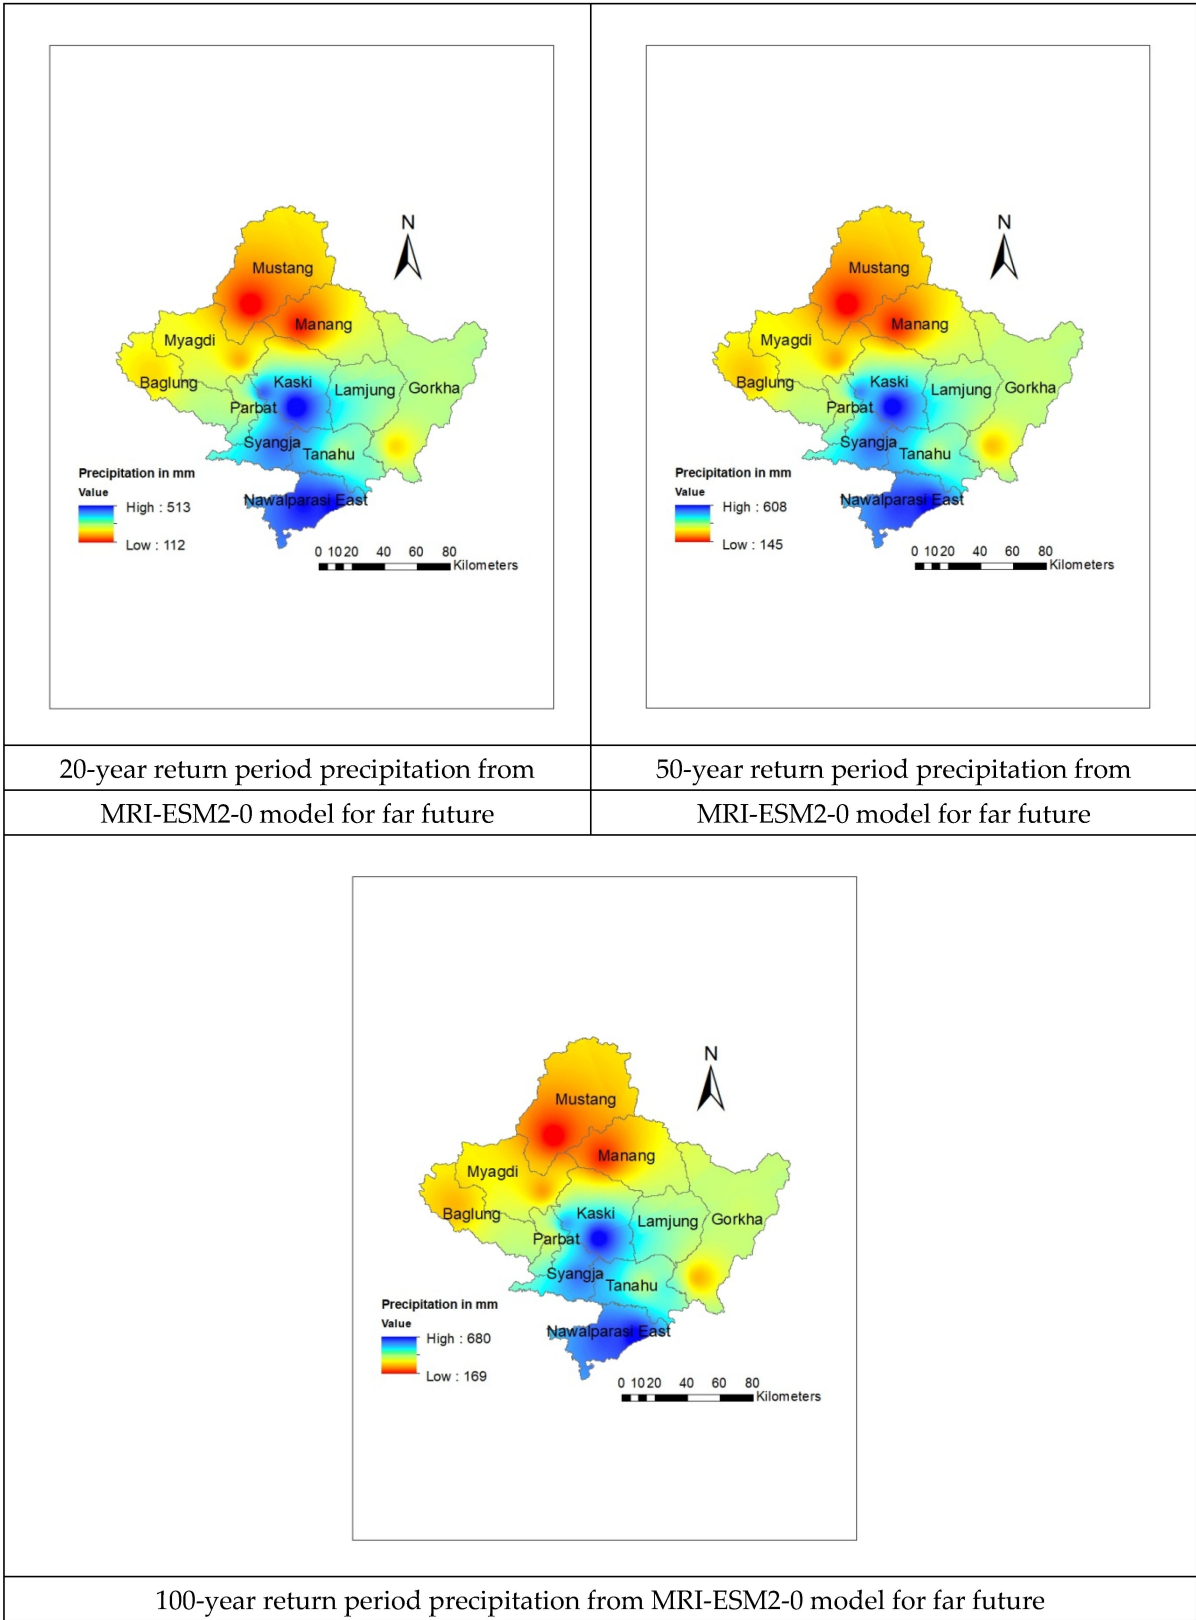 N
Mustang
Manang
Myagdi
Baglung
Kaski
Lamjung
Gorkha
Parbat
Syangja
Tanahu
Nawalparasi East
Precipitation in mm
Value
High : 513
Low : 112
0 10 20 40 60 80
Kilometers
20-year return period precipitation from
MRI-ESM2-0 model for far future
N
Mustang
Manang
Myagdi
Baglung
Kaski
Lamjung
Gorkha
Parbat
Syangja
Tanahu
Nawalparasi East
Precipitation in mm
Value
High : 608
Low : 145
0 10 20 40 60 80
Kilometers
50-year return period precipitation from
MRI-ESM2-0 model for far future
N
Mustang
Manang
Myagdi
Baglung
Kaski
Lamjung
Gorkha
Parbat
Syangja
Tanahu
Nawalparasi East
Precipitation in mm
Value
High : 680
Low : 169
0 10 20 40 60 80
Kilometers
100-year return period precipitation from MRI-ESM2-0 model for far future